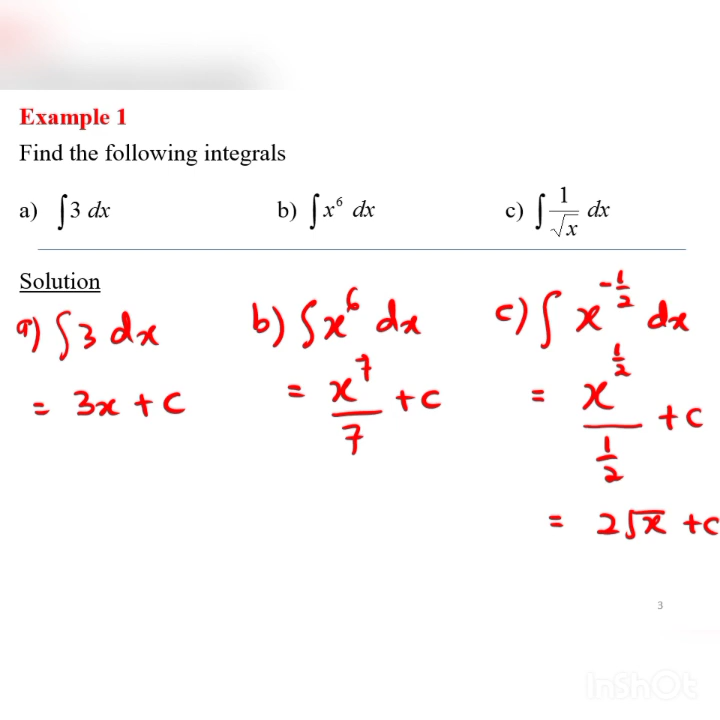 Example 1
Find the following integrals
a) ∫3 dx b) ∫x⁶ dx c) ∫1/√x dx
Solution
a) ∫3 dx b) ∫x⁶ dx c) ∫x^(-1/2) dx
= 3x + c = x⁷/7 + c = x^(1/2)/(1/2) + c
= 2√x + c
3
InShOt